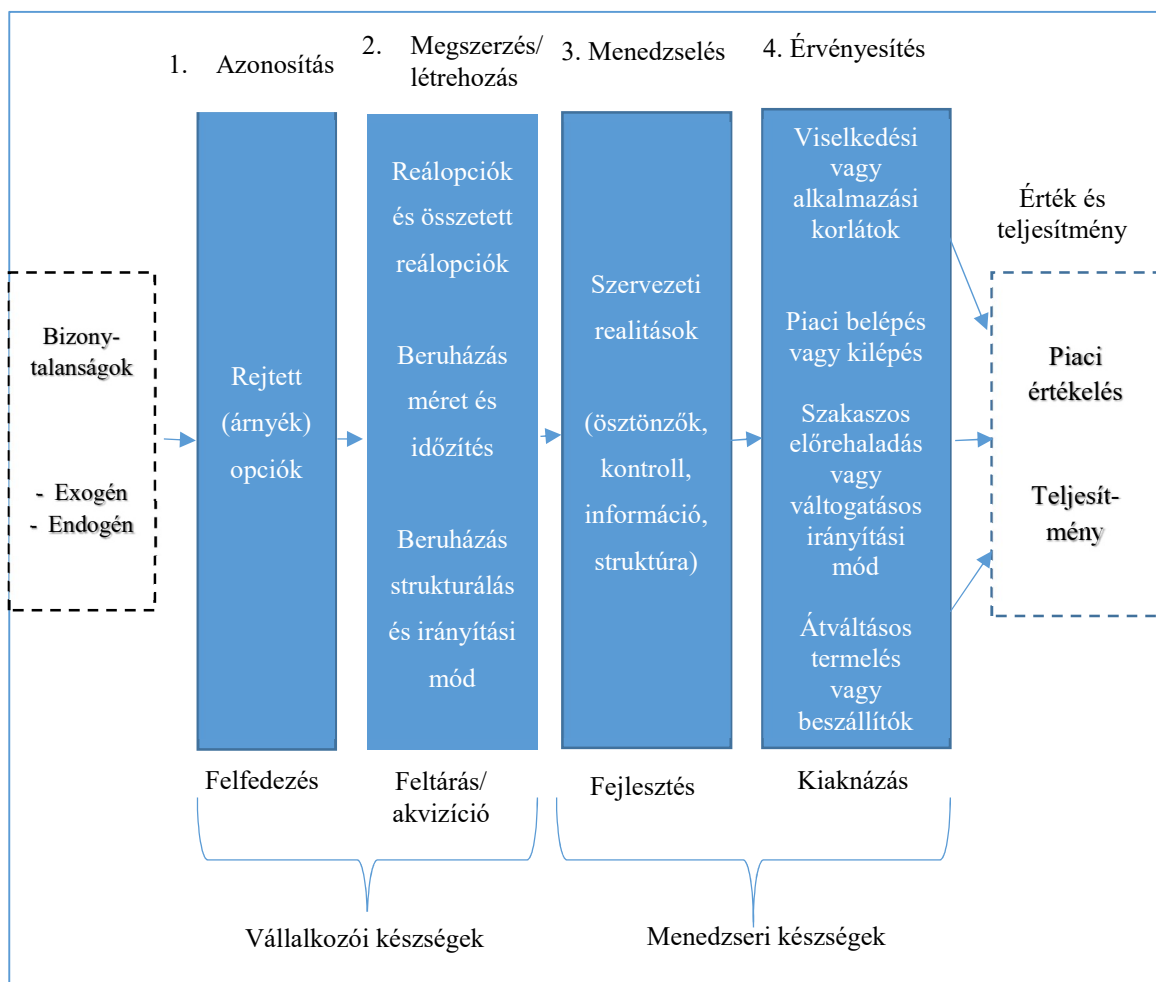 1. Azonosítás
2. Megszerzés/
létrehozás
3. Menedzselés
4. Érvényesítés
Bizony-
talanságok
- Exogén
- Endogén
Rejtett
(árnyék)
opciók
Reálopciók
és összetett
reálopciók
Beruházás
méret és
időzítés
Beruházás
strukturálás
és irányítási
mód
Szervezeti
realitások
(ösztönzők,
kontroll,
információ,
struktúra)
Viselkedési
vagy
alkalmazási
korlátok
Piaci belépés
vagy kilépés
Szakaszos
előrehaladás
vagy
váltogatásos
irányítási
mód
Átváltásos
termelés
vagy
beszállítók
Érték és
teljesítmény
Piaci
értékelés
Teljesít-
mény
Felfedezés
Feltárás/
akvizíció
Fejlesztés
Kiaknázás
Vállalkozói készségek
Menedzseri készségek